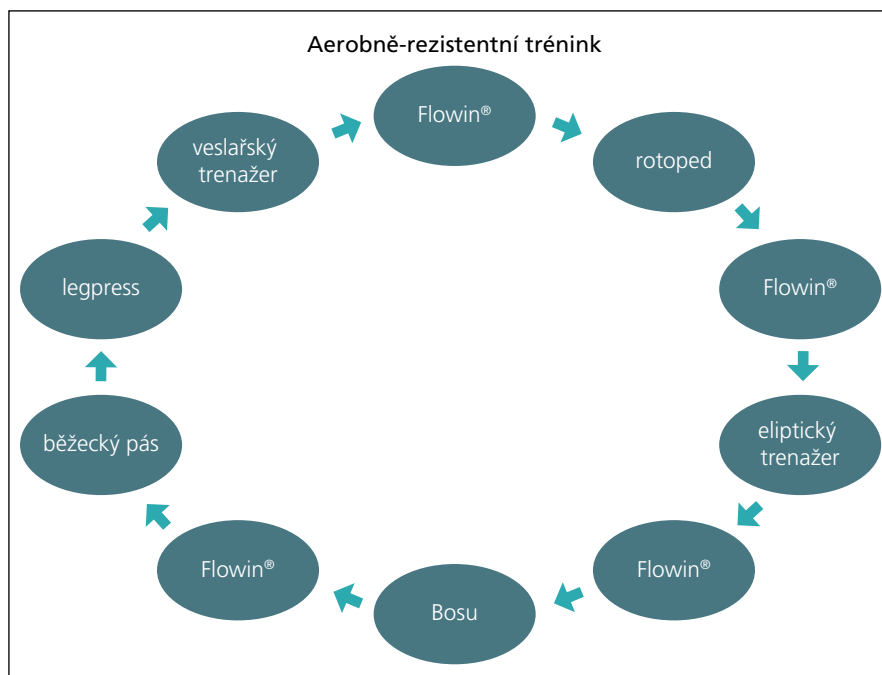 Aerobně-rezistentní trénink
Flowin®
rotoped
Flowin®
eliptický
trenažer
Flowin®
Bosu
Flowin®
běžecký pás
legpress
veslařský
trenažer